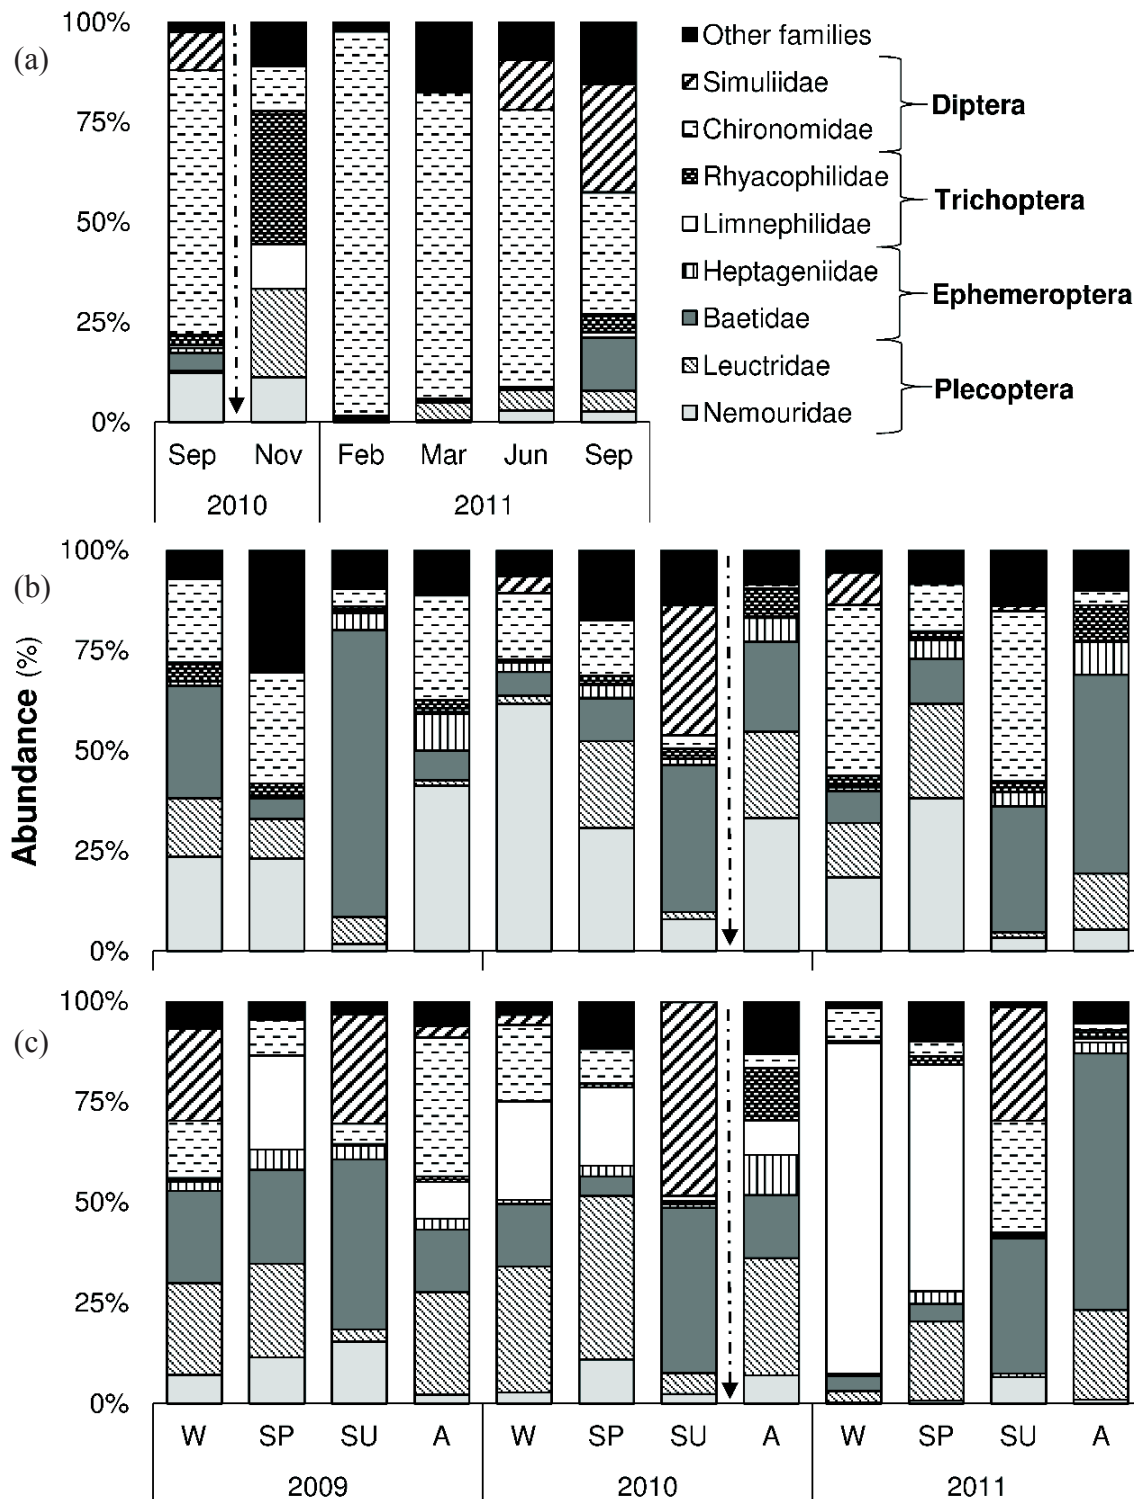 (a)
100%
75%
50%
25%
0%
Sep Nov Feb Mar Jun Sep
2010 2011
Other families
Simuliidae
Chironomidae
Rhyacophilidae
Limnephilidae
Heptageniidae
Baetidae
Leuctridae
Nemouridae
Diptera
Trichoptera
Ephemeroptera
Plecoptera
Abundance (%)
(b)
100%
75%
50%
25%
0%
(c)
100%
75%
50%
25%
0%
W SP SU A W SP SU A W SP SU A
2009 2010 2011